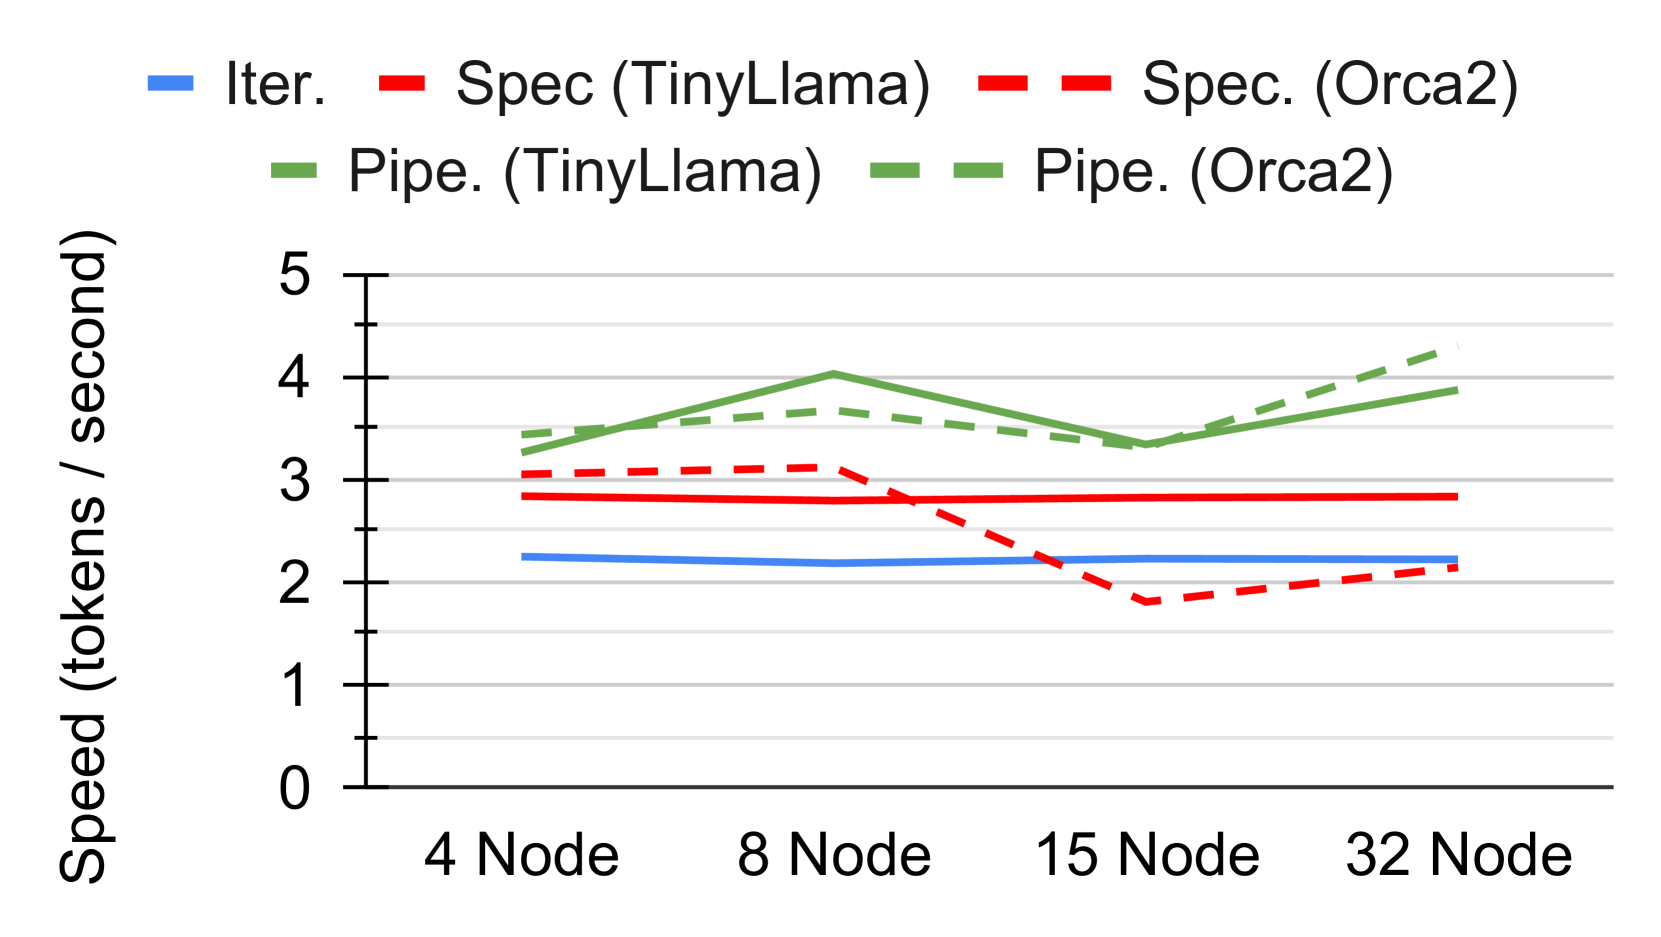 Iter. Spec (TinyLlama) Spec. (Orca2)
Pipe. (TinyLlama) Pipe. (Orca2)
Speed (tokens / second)
5
4
3
2
1
0
4 Node 8 Node 15 Node 32 Node